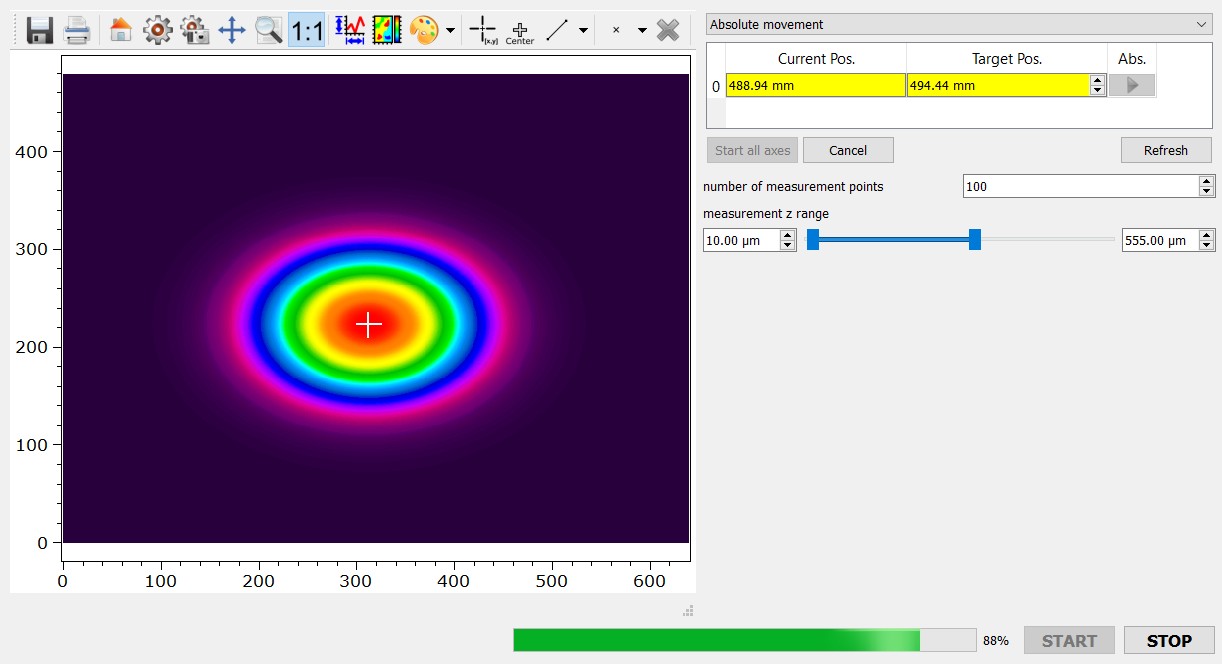 1:1
[x,y]
Center
Absolute movement
Current Pos. Target Pos. Abs.
0 488.94 mm 494.44 mm
Start all axes Cancel Refresh
number of measurement points 100
measurement z range
10.00 µm 555.00 µm
400
300
200
100
0
0 100 200 300 400 500 600
88% START STOP